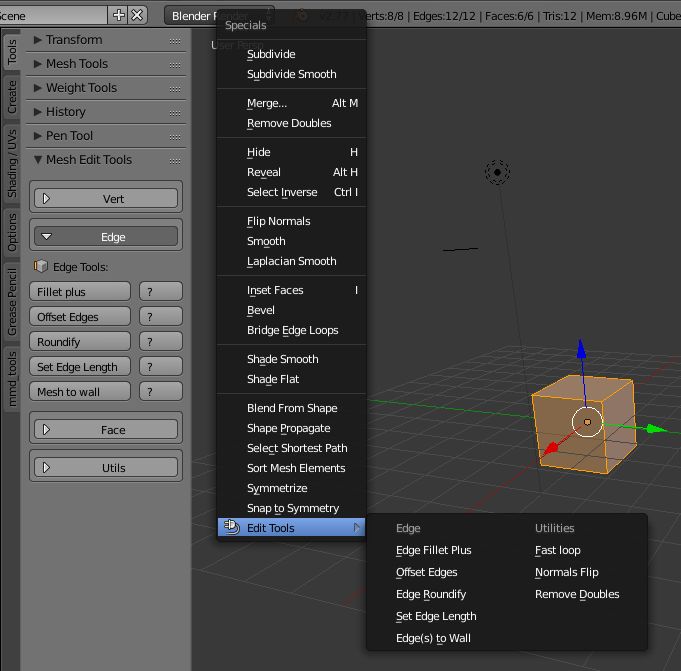 Scene
Blender Render
v2.77 | Verts:8/8 | Edges:12/12 | Faces:6/6 | Tris:12 | Mem:8.96M | Cube
User Persp
Tools
Create
Shading / UVs
Options
Grease Pencil
mmd_tools
Transform
Mesh Tools
Weight Tools
History
Pen Tool
Mesh Edit Tools
Vert
Edge
Edge Tools:
Fillet plus ?
Offset Edges ?
Roundify ?
Set Edge Length ?
Mesh to wall ?
Face
Utils
Specials
Subdivide
Subdivide Smooth
Merge... Alt M
Remove Doubles
Hide H
Reveal Alt H
Select Inverse Ctrl I
Flip Normals
Smooth
Laplacian Smooth
Inset Faces I
Bevel
Bridge Edge Loops
Shade Smooth
Shade Flat
Blend From Shape
Shape Propagate
Select Shortest Path
Sort Mesh Elements
Symmetrize
Snap to Symmetry
Edit Tools
Edge
Edge Fillet Plus
Offset Edges
Edge Roundify
Set Edge Length
Edge(s) to Wall
Utilities
Fast loop
Normals Flip
Remove Doubles